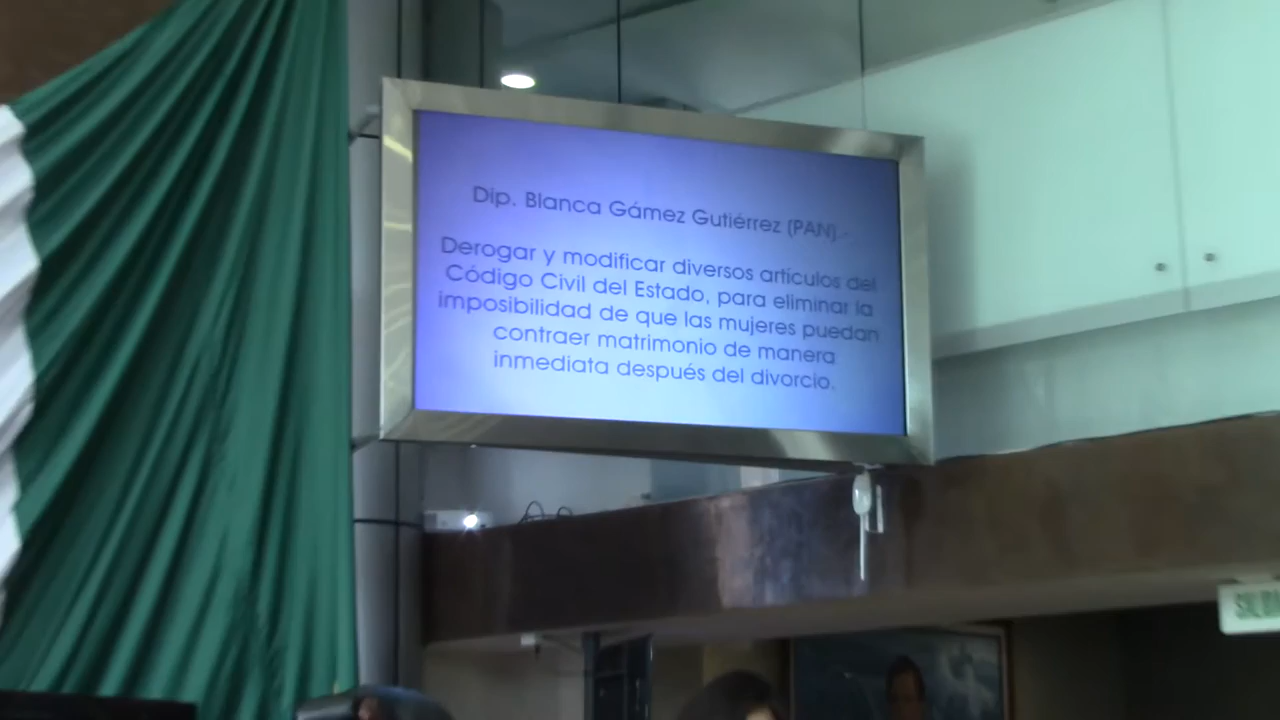 Dip. Blanca Gámez Gutiérrez (PAN).-
Derogar y modificar diversos artículos del
Código Civil del Estado, para eliminar la
imposibilidad de que las mujeres puedan
contraer matrimonio de manera
inmediata después del divorcio.